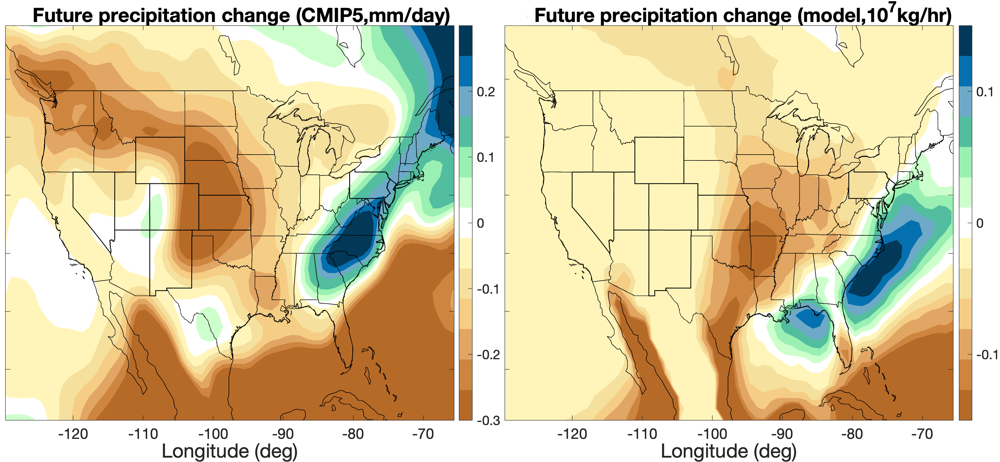 Future precipitation change (CMIP5,mm/day)
0.2
0.1
0
-0.1
-0.2
-0.3
-120 -110 -100 -90 -80 -70
Longitude (deg)
Future precipitation change (model,10⁷kg/hr)
0.1
0
-0.1
-120 -110 -100 -90 -80 -70
Longitude (deg)